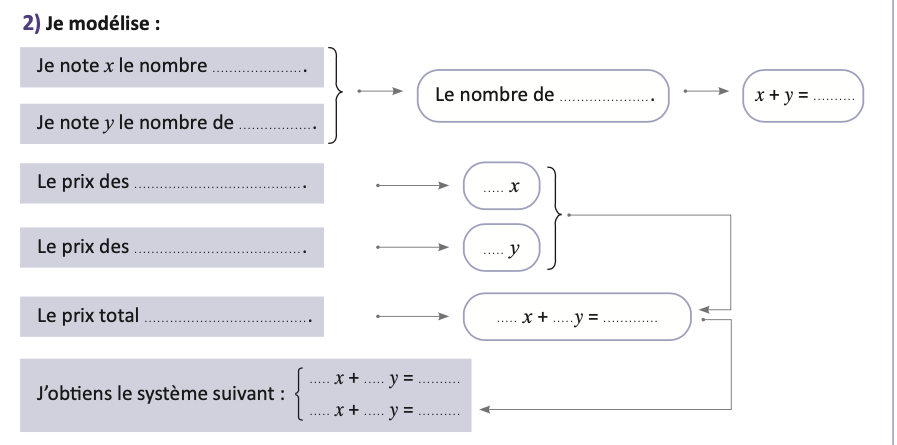 2) Je modélise :
Je note x le nombre .....................
Je note y le nombre de ..................
Le nombre de ......................
x + y = .........
Le prix des ........................................
..... x
Le prix des ........................................
..... y
Le prix total .......................................
..... x + .....y = .............
J'obtiens le système suivant :
..... x + ..... y = ..........
..... x + ..... y = ..........